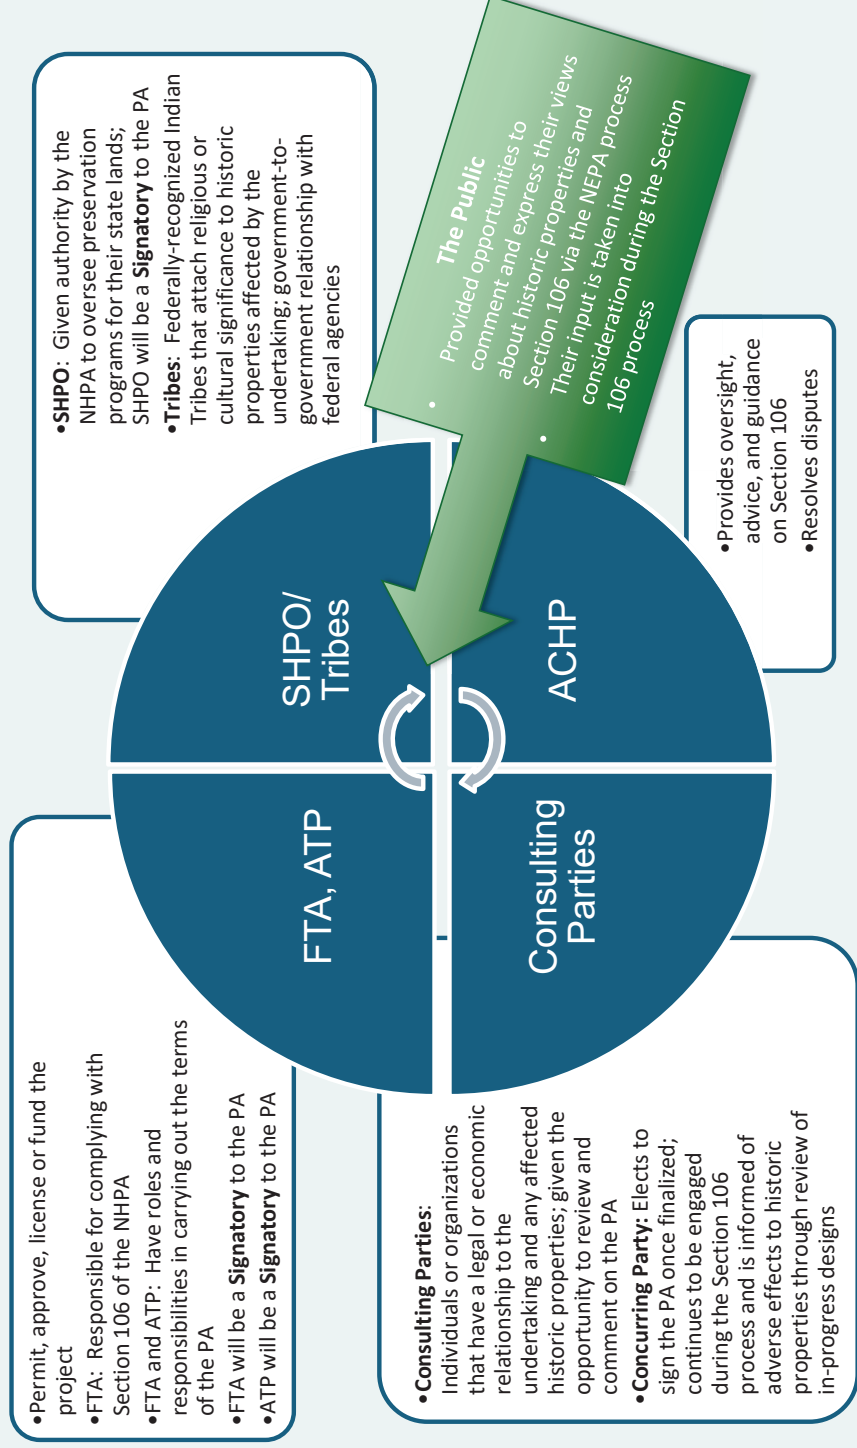 •Permit, approve, license or fund the
project
•FTA: Responsible for complying with
Section 106 of the NHPA
•FTA and ATP: Have roles and
responsibilities in carrying out the terms
of the PA
•FTA will be a Signatory to the PA
•ATP will be a Signatory to the PA
FTA, ATP
•SHPO: Given authority by the
NHPA to oversee preservation
programs for their state lands;
SHPO will be a Signatory to the PA
•Tribes: Federally-recognized Indian
Tribes that attach religious or
cultural significance to historic
properties affected by the
undertaking; government-to-
government relationship with
federal agencies
SHPO/
Tribes
•Consulting Parties:
Individuals or organizations
that have a legal or economic
relationship to the
undertaking and any affected
historic properties; given the
opportunity to review and
comment on the PA
•Concurring Party: Elects to
sign the PA once finalized;
continues to be engaged
during the Section 106
process and is informed of
adverse effects to historic
properties through review of
in-progress designs
Consulting
Parties
ACHP
•Provides oversight,
advice, and guidance
on Section 106
•Resolves disputes
The Public
• Provided opportunities to
comment and express their views
about historic properties and
Section 106 via the NEPA process
• Their input is taken into
consideration during the Section
106 process